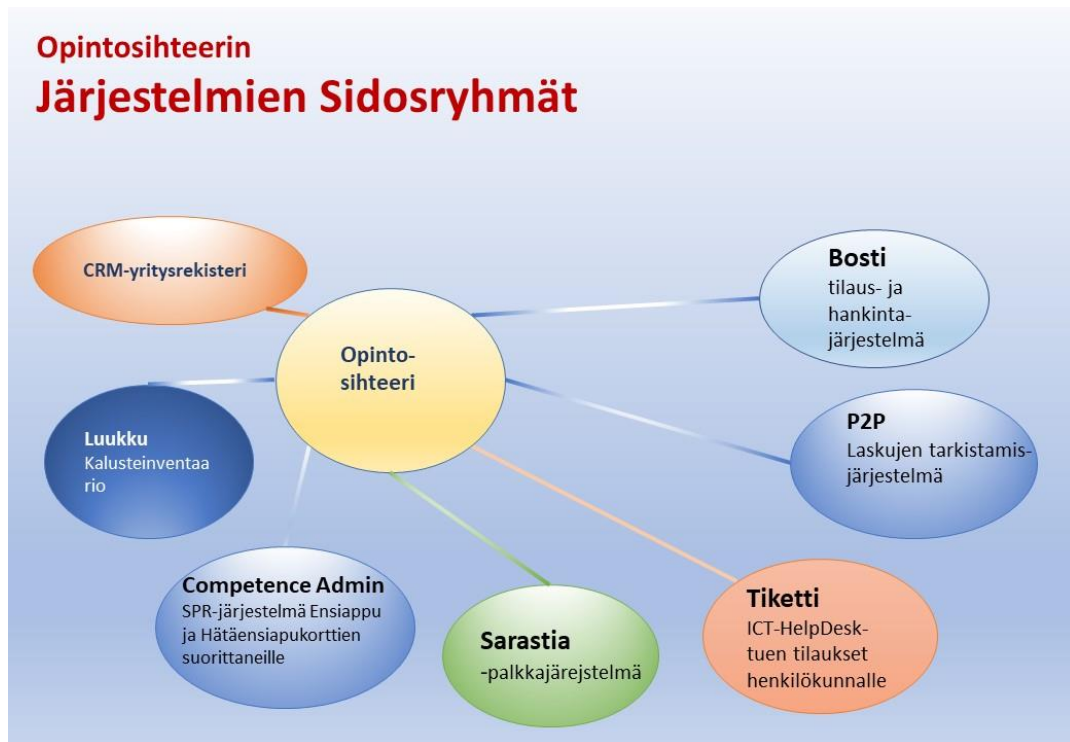 Opintosihteerin
Järjestelmien Sidosryhmät
CRM-yritysrekisteri
Opinto-
sihteeri
Bosti
tilaus- ja
hankinta-
järjestelmä
Luukku
Kalusteinventaa
rio
P2P
Laskujen tarkistamis-
järjestelmä
Competence Admin
SPR-järjestelmä Ensiappu
ja Hätäensiapukorttien
suorittaneille
Sarastia
-palkkajärejstelmä
Tiketti
ICT-HelpDesk-
tuen tilaukset
henkilökunnalle